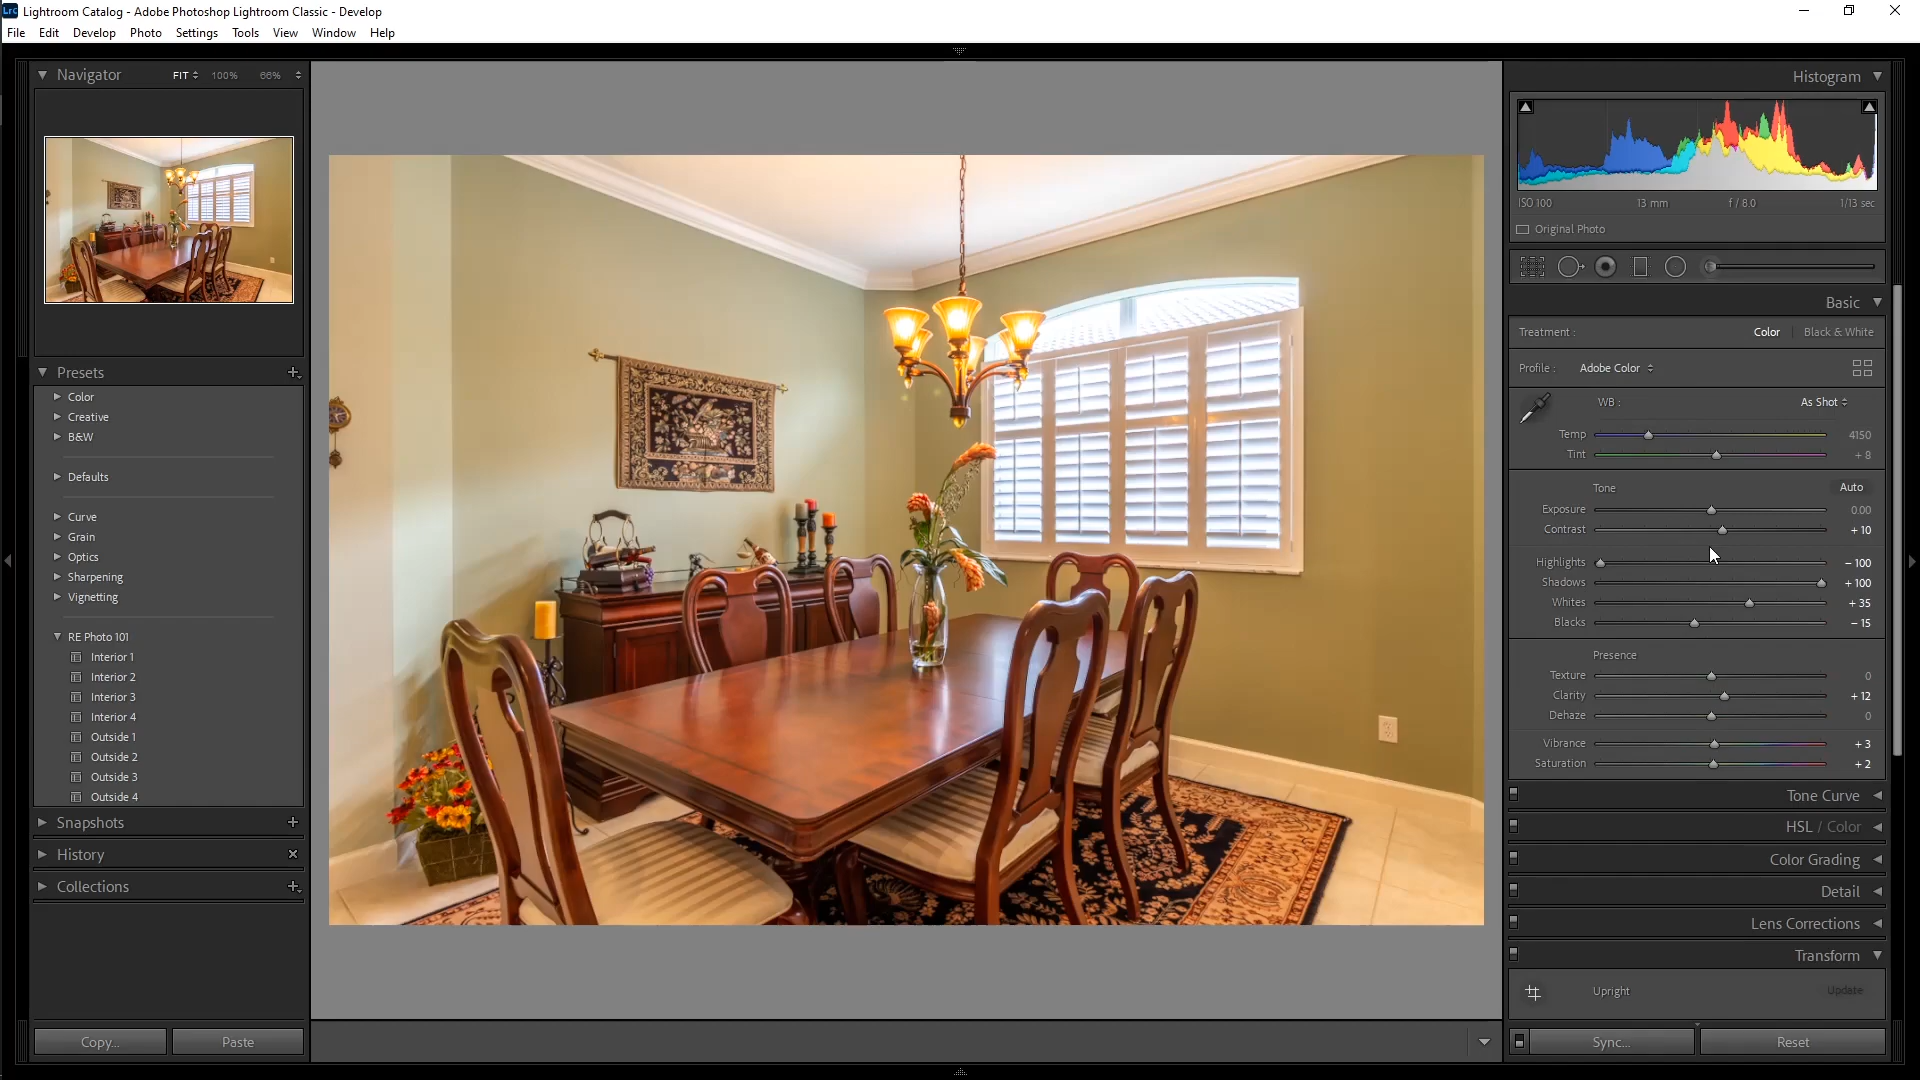 Lrc Lightroom Catalog - Adobe Photoshop Lightroom Classic - Develop
File Edit Develop Photo Settings Tools View Window Help
Navigator FIT 100% 66%
Presets
Color
Creative
B&W
Defaults
Curve
Grain
Optics
Sharpening
Vignetting
RE Photo 101
Interior 1
Interior 2
Interior 3
Interior 4
Outside 1
Outside 2
Outside 3
Outside 4
Snapshots
History
Collections
Copy... Paste
Histogram
ISO 100 13 mm f / 8.0 1/13 sec
Original Photo
Basic
Treatment : Color Black & White
Profile : Adobe Color
WB : As Shot
Temp 4150
Tint + 8
Tone Auto
Exposure 0.00
Contrast + 10
Highlights – 100
Shadows + 100
Whites + 35
Blacks – 15
Presence
Texture 0
Clarity + 12
Dehaze 0
Vibrance + 3
Saturation + 2
Tone Curve
HSL / Color
Color Grading
Detail
Lens Corrections
Transform
Upright Update
Sync... Reset